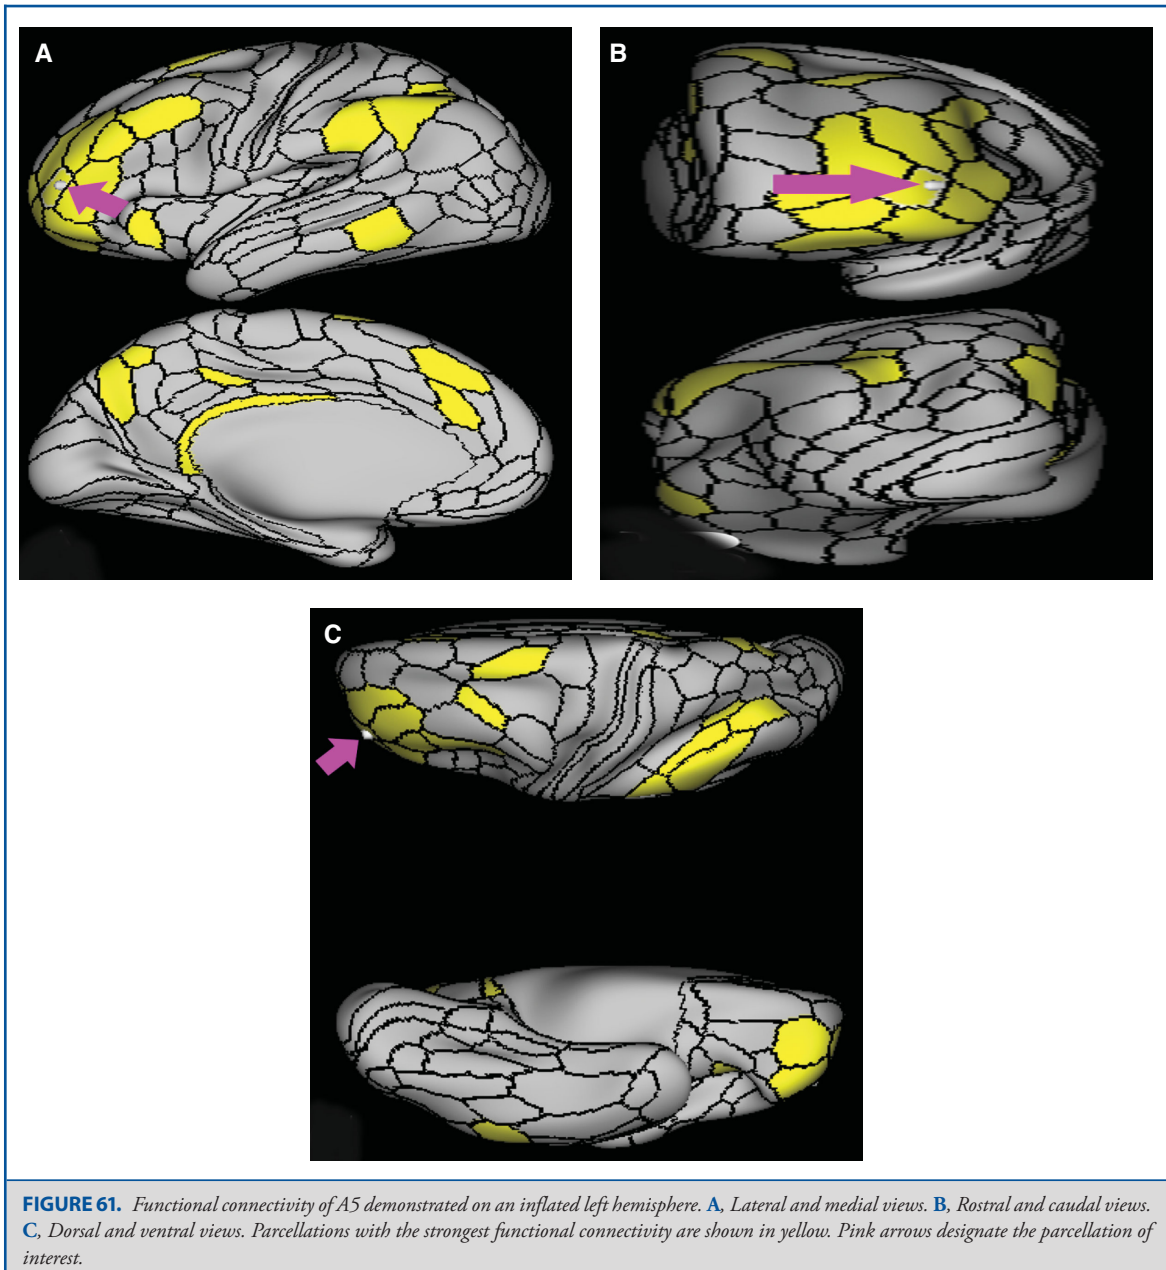 A
B
C
FIGURE 61. Functional connectivity of A5 demonstrated on an inflated left hemisphere. A, Lateral and medial views. B, Rostral and caudal views.
C, Dorsal and ventral views. Parcellations with the strongest functional connectivity are shown in yellow. Pink arrows designate the parcellation of
interest.